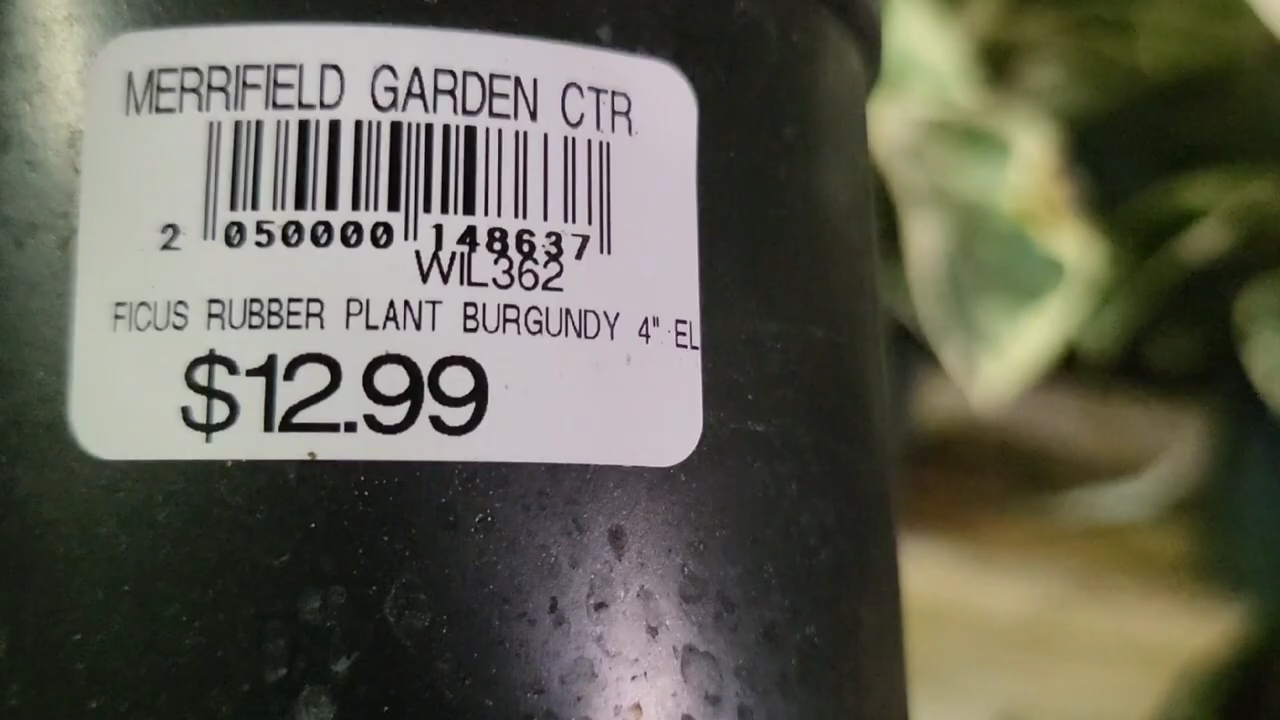 MERRIFIELD GARDEN CTR
2 050000 148637
WIL362
FICUS RUBBER PLANT BURGUNDY 4" EL
$12.99